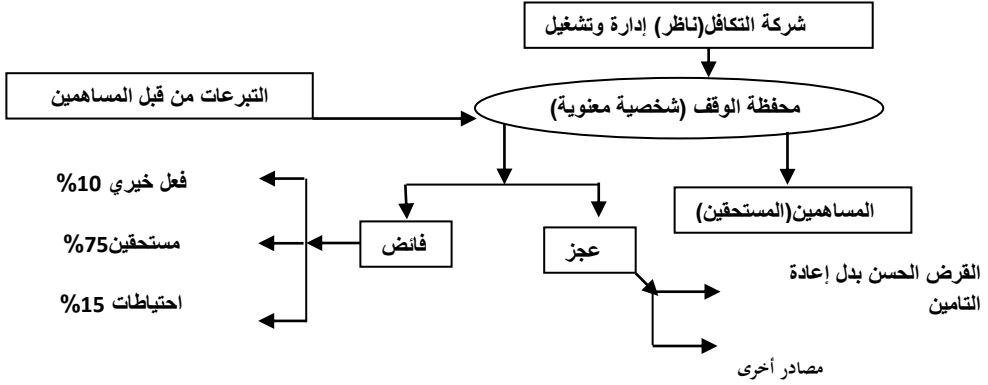 شركة التكافل(ناظر) إدارة وتشغيل
التبرعات من قبل المساهمين
محفظة الوقف (شخصية معنوية)
فعل خيري 10%
المساهمين(المستحقين)
مستحقين75%
فائض
عجز
القرض الحسن بدل إعادة
التامين
احتياطات 15%
مصادر أخرى